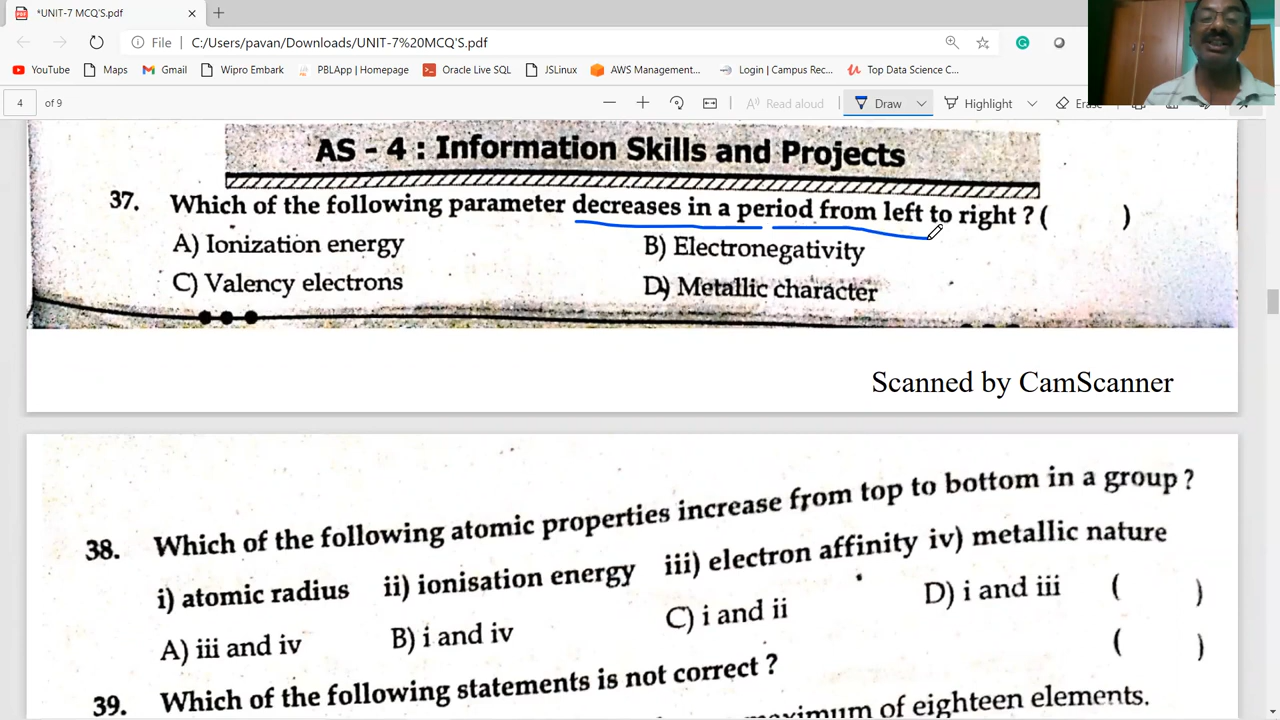 *UNIT-7 MCQ'S.pdf
File C:/Users/pavan/Downloads/UNIT-7%20MCQ'S.pdf
YouTube Maps Gmail Wipro Embark PBLApp | Homepage Oracle Live SQL JSLinux AWS Management... Login | Campus Rec... Top Data Science C...
4 of 9 Read aloud Draw Highlight Erase
AS - 4 : Information Skills and Projects
37. Which of the following parameter decreases in a period from left to right ? ( )
A) Ionization energy B) Electronegativity
C) Valency electrons D) Metallic character
Scanned by CamScanner
38. Which of the following atomic properties increase from top to bottom in a group ?
i) atomic radius ii) ionisation energy iii) electron affinity iv) metallic nature
A) iii and iv B) i and iv C) i and ii D) i and iii ( )
39. Which of the following statements is not correct ? ( )
of eighteen elements.